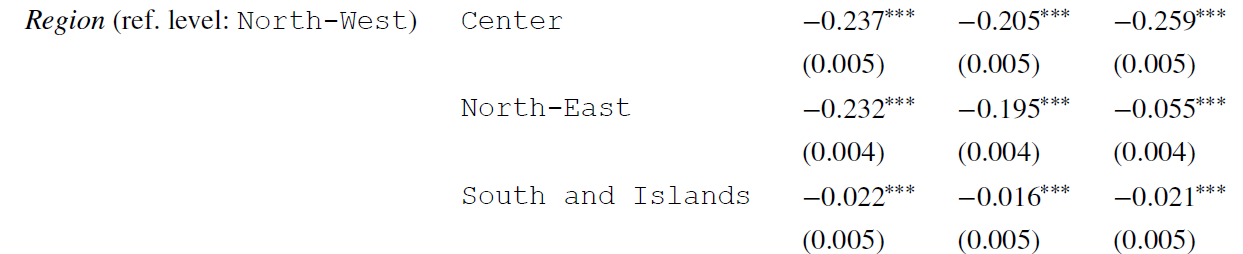 Region (ref. level: North-West) Center −0.237*** −0.205*** −0.259***
(0.005) (0.005) (0.005)
North-East −0.232*** −0.195*** −0.055***
(0.004) (0.004) (0.004)
South and Islands −0.022*** −0.016*** −0.021***
(0.005) (0.005) (0.005)